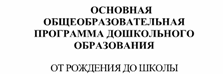 ОСНОВНАЯ
ОБЩЕОБРАЗОВАТЕЛЬНАЯ
ПРОГРАММА ДОШКОЛЬНОГО
ОБРАЗОВАНИЯ
ОТ РОЖДЕНИЯ ДО ШКОЛЫ